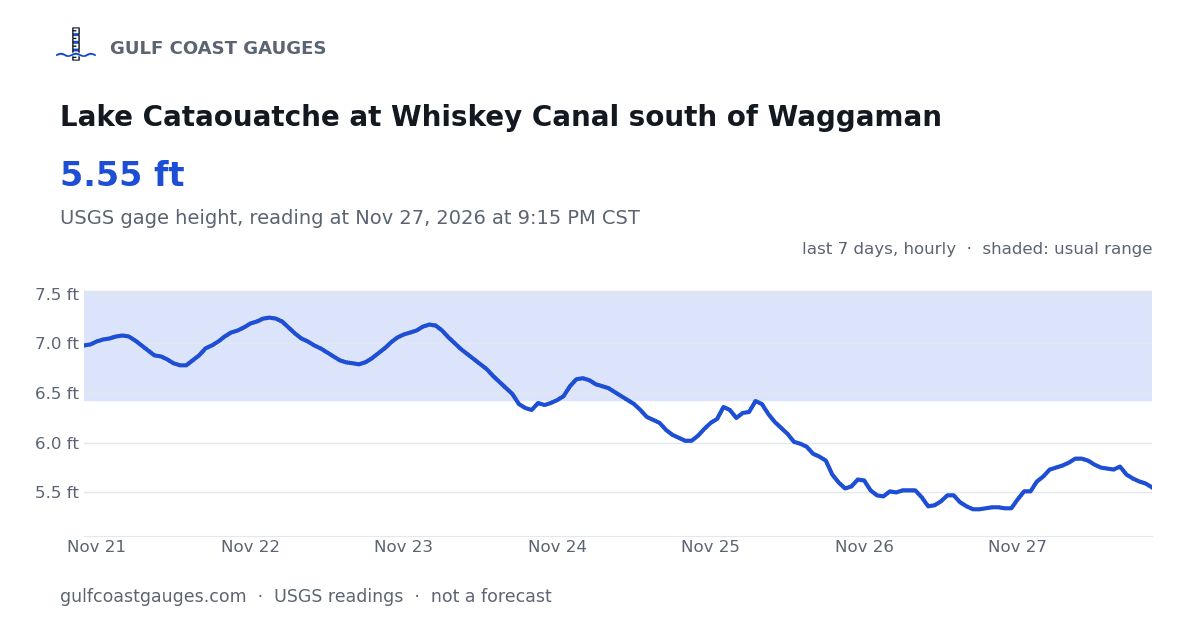 GULF COAST GAUGES
Lake Cataouatche at Whiskey Canal south of Waggaman
5.55 ft
USGS gage height, reading at Nov 27, 2026 at 9:15 PM CST
last 7 days, hourly · shaded: usual range
7.5 ft
7.0 ft
6.5 ft
6.0 ft
5.5 ft
Nov 21 Nov 22 Nov 23 Nov 24 Nov 25 Nov 26 Nov 27
gulfcoastgauges.com · USGS readings · not a forecast